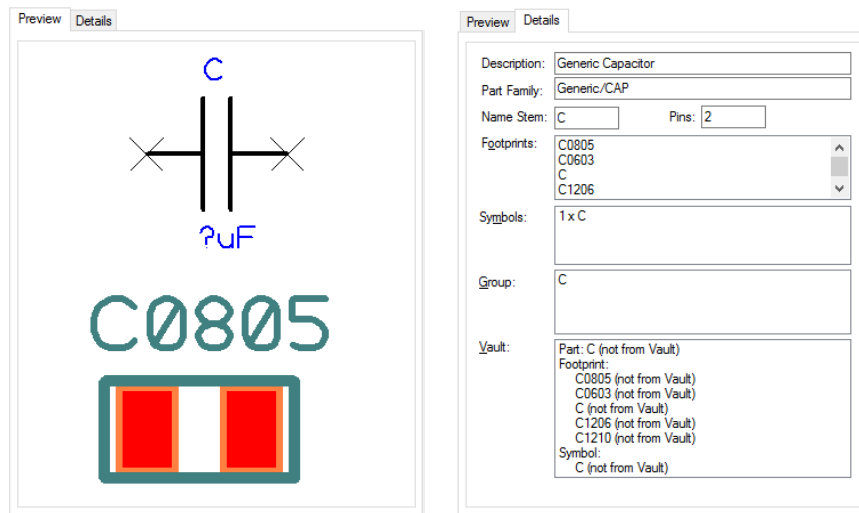 Preview Details
C
?uF
C0805
Preview Details
Description: Generic Capacitor
Part Family: Generic/CAP
Name Stem: C Pins: 2
Footprints: C0805
C0603
C
C1206
Symbols: 1 x C
Group: C
Vault: Part: C (not from Vault)
Footprint:
C0805 (not from Vault)
C0603 (not from Vault)
C (not from Vault)
C1206 (not from Vault)
C1210 (not from Vault)
Symbol:
C (not from Vault)